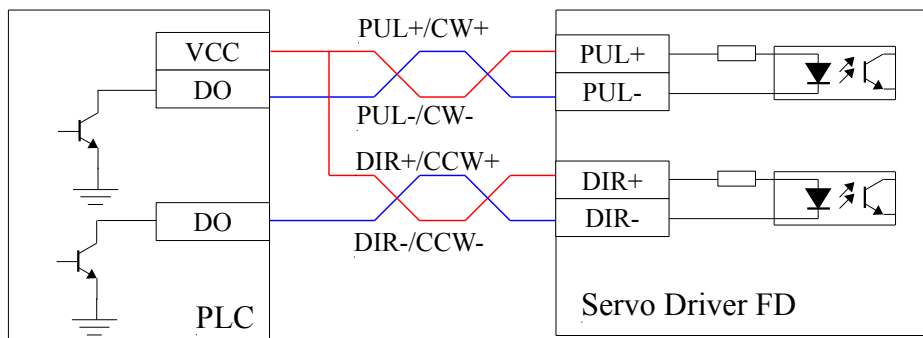 PUL+/CW+
VCC
PUL+
DO
PUL-
PUL-/CW-
DIR+/CCW+
DIR+
DO
DIR-
DIR-/CCW-
PLC
Servo Driver FD